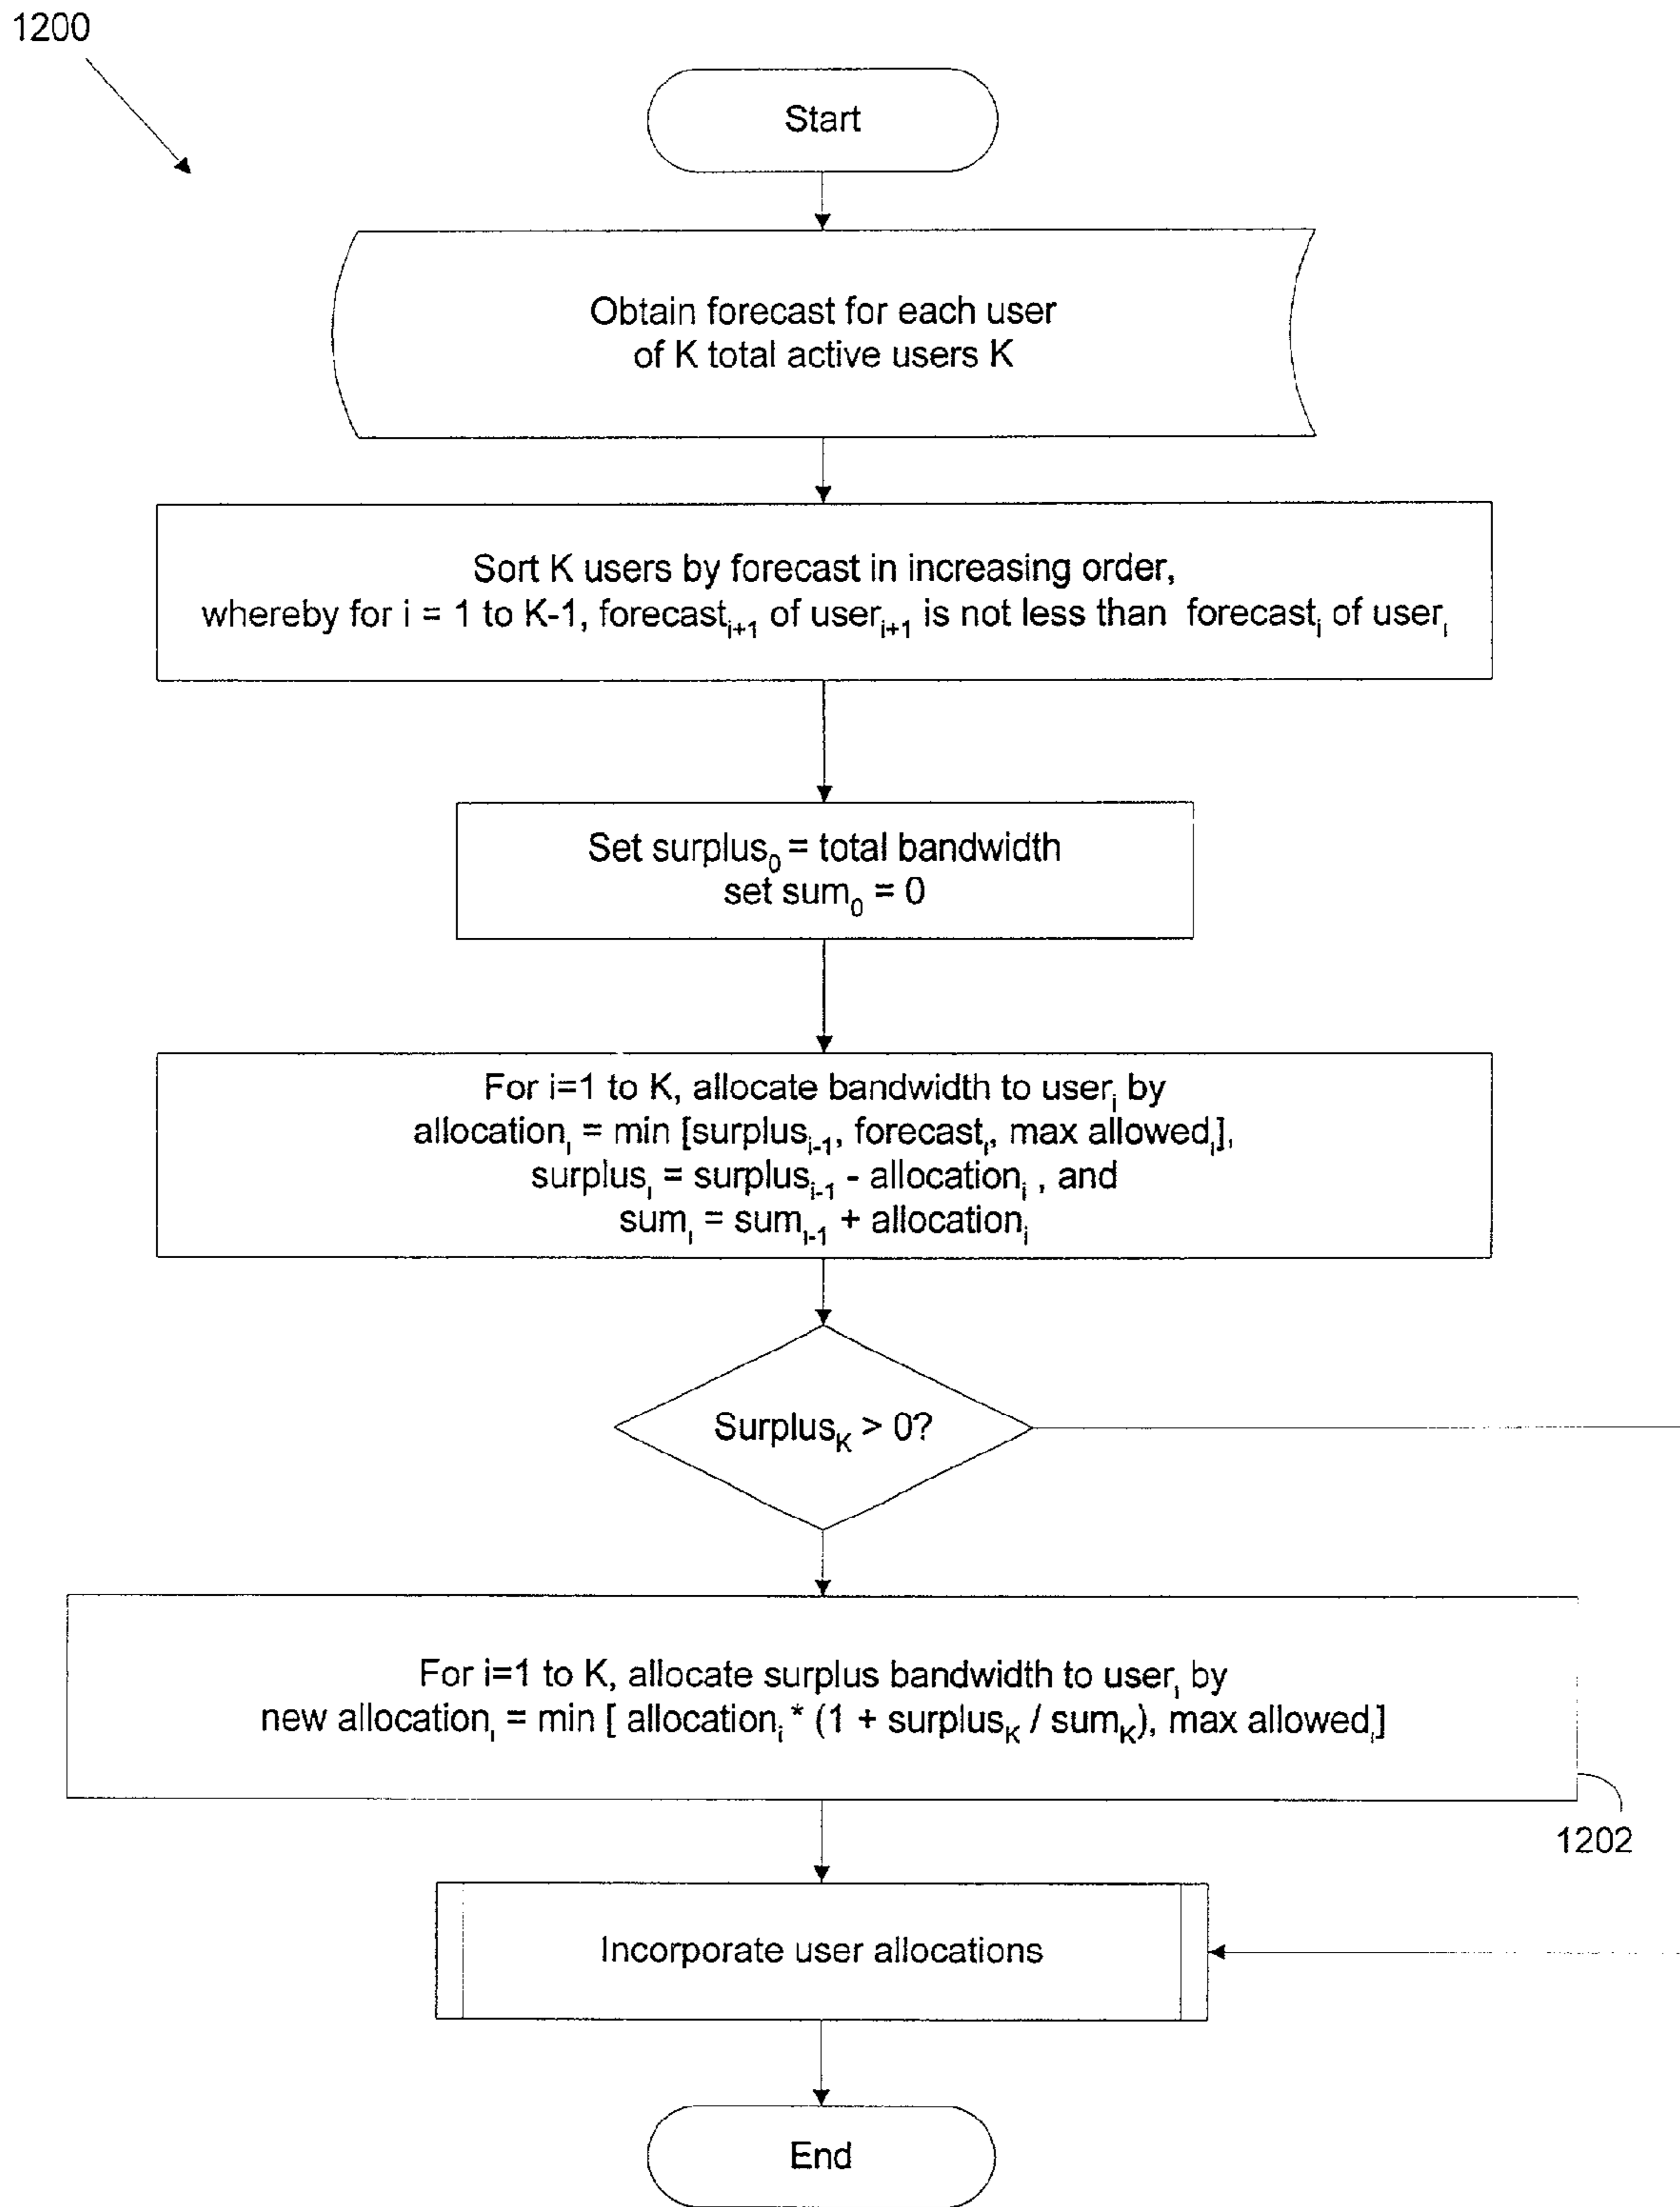 1200
Start
Obtain forecast for each user
of K total active users K
Sort K users by forecast in increasing order,
whereby for i = 1 to K-1, forecastᵢ₊₁ of userᵢ₊₁ is not less than forecastᵢ of userᵢ
Set surplus₀ = total bandwidth
set sum₀ = 0
For i=1 to K, allocate bandwidth to userᵢ by
allocationᵢ = min [surplusᵢ₋₁, forecastᵢ, max allowedᵢ],
surplusᵢ = surplusᵢ₋₁ - allocationᵢ , and
sumᵢ = sumᵢ₋₁ + allocationᵢ
Surplus_K > 0?
For i=1 to K, allocate surplus bandwidth to userᵢ by
new allocationᵢ = min [ allocationᵢ * (1 + surplus_K / sum_K), max allowedᵢ]
1202
Incorporate user allocations
End